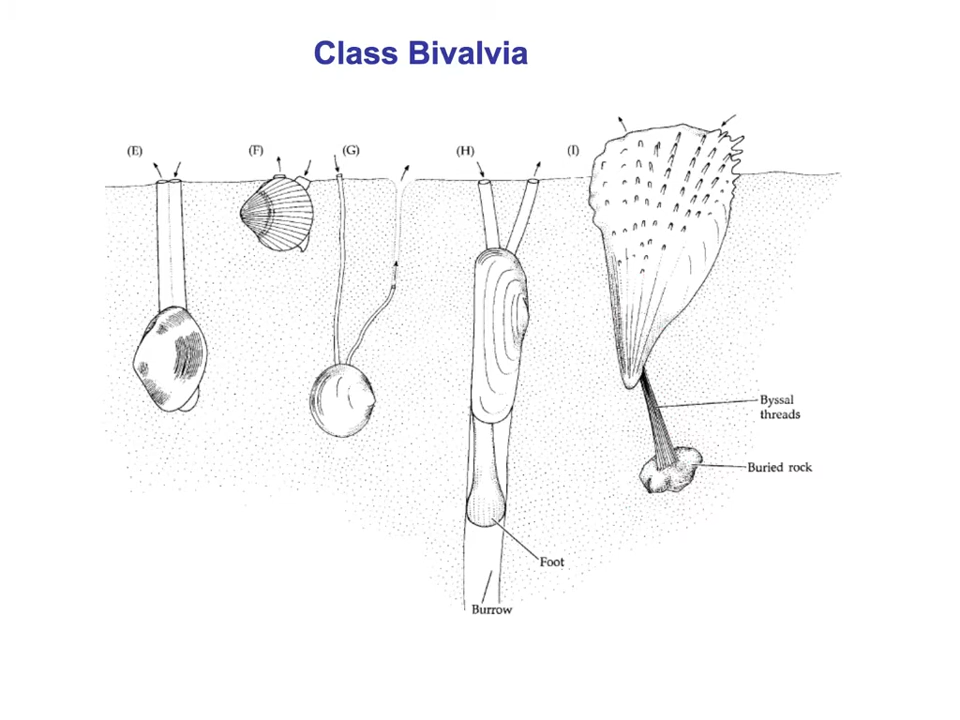 Class Bivalvia
(E)
(F)
(G)
(H)
(I)
Byssal
threads
Buried rock
Foot
Burrow